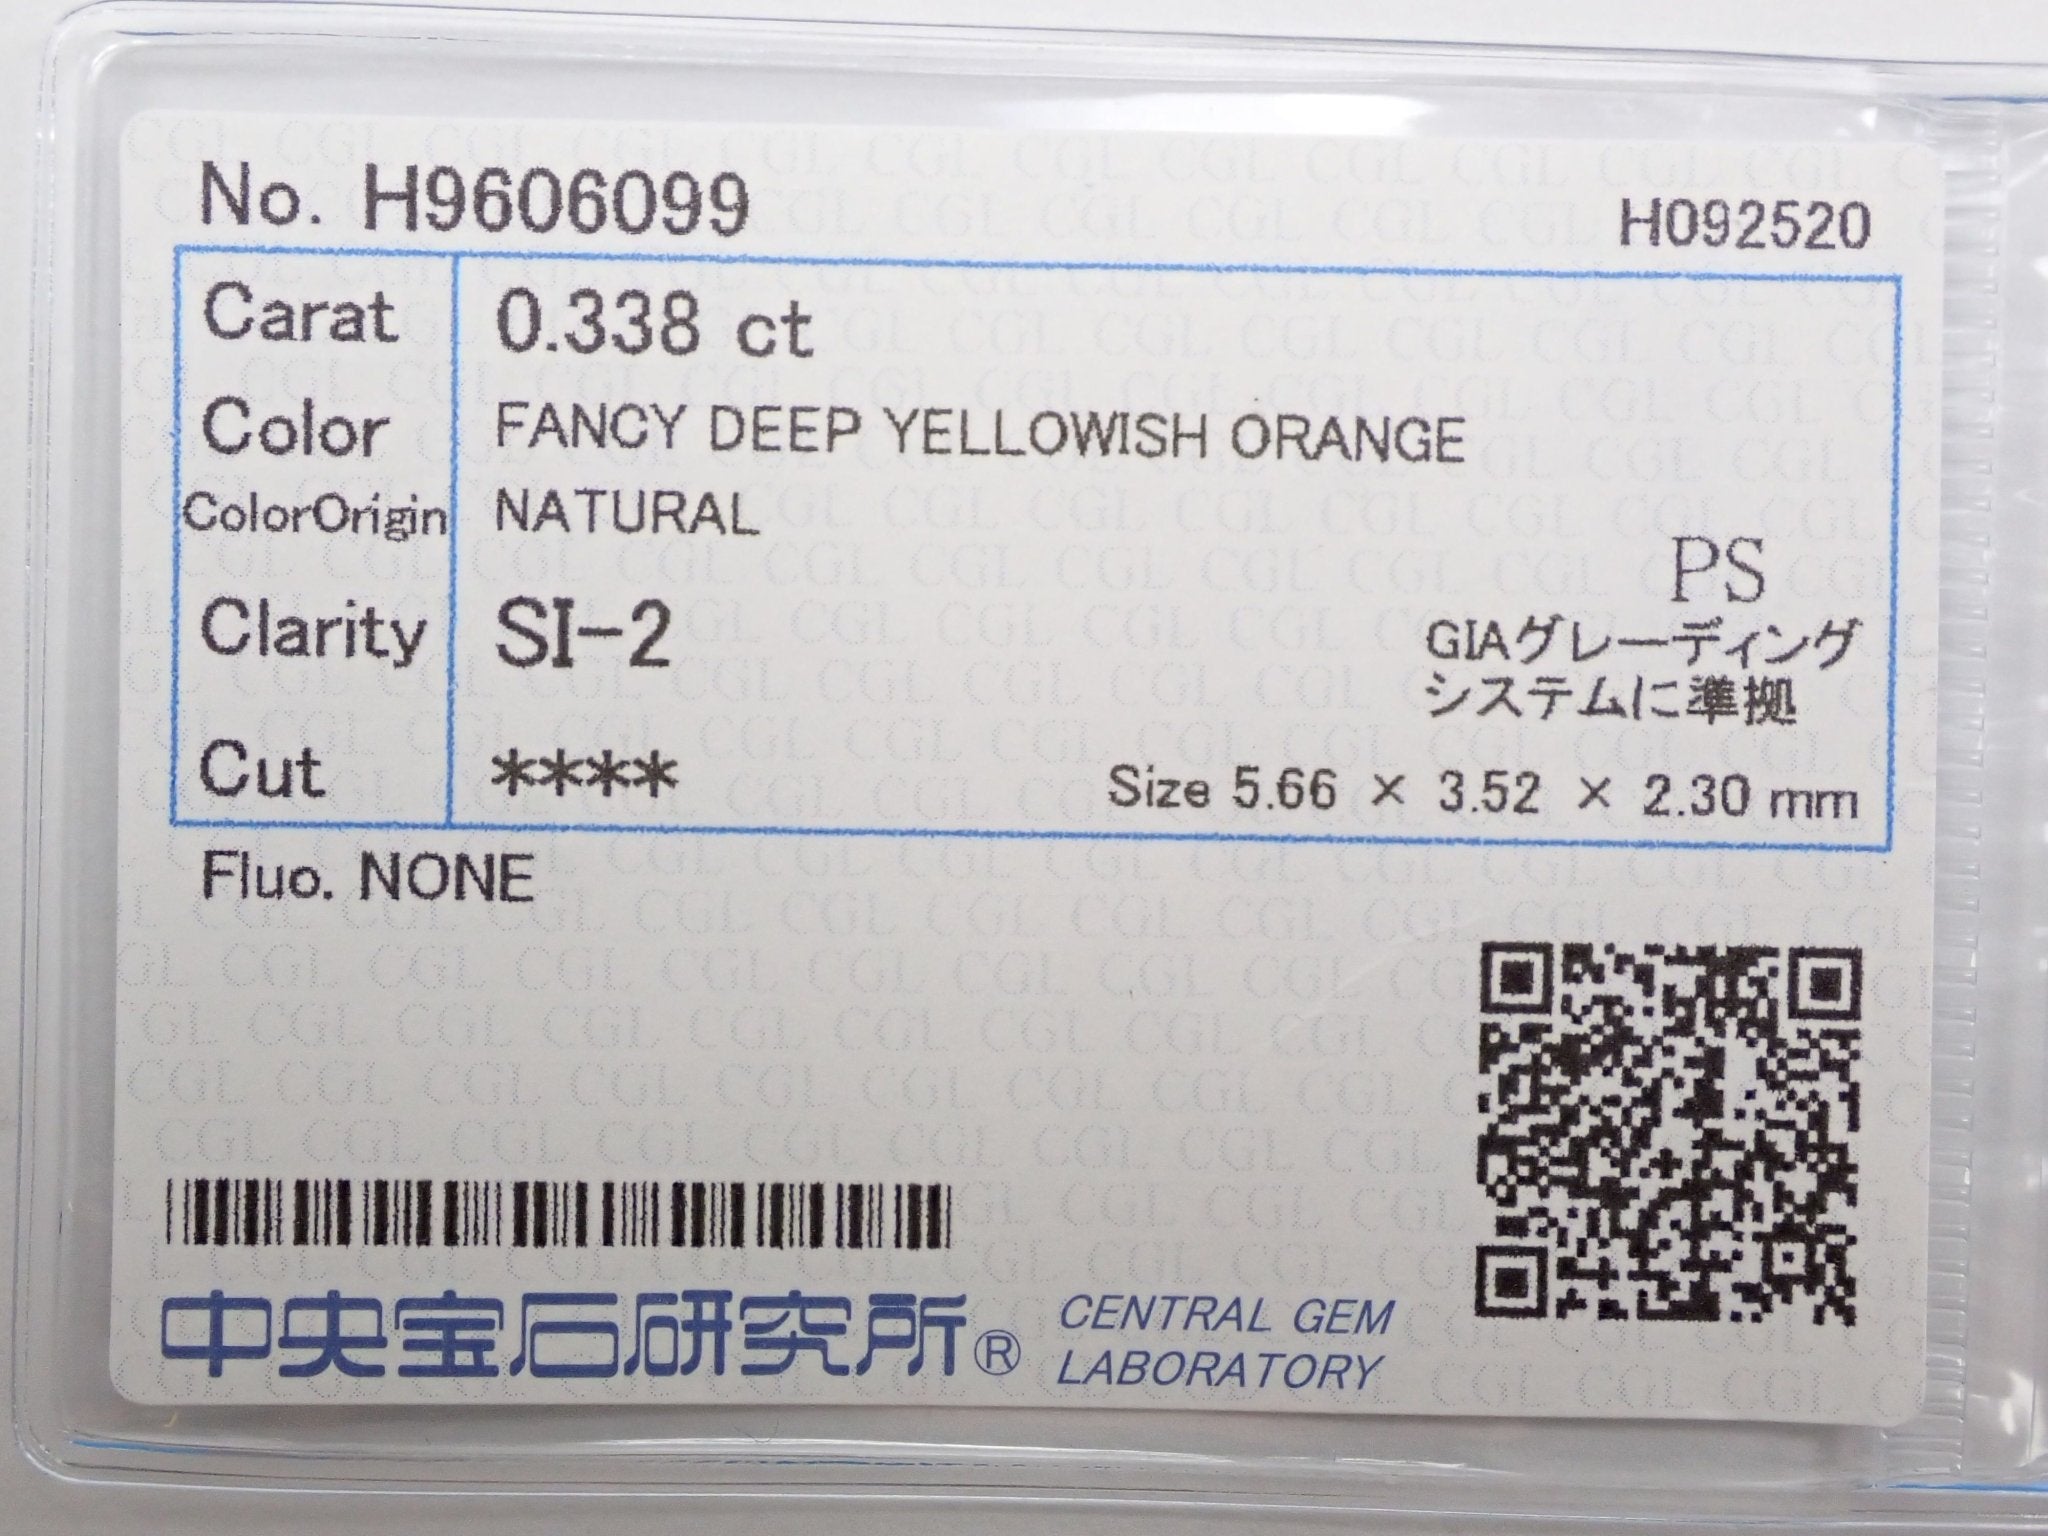 No. H9606099
H092520
Carat 0.338 ct
Color FANCY DEEP YELLOWISH ORANGE
ColorOrigin NATURAL
PS
Clarity SI-2
GIAグレーディング
システムに準拠
Cut ****
Size 5.66 × 3.52 × 2.30 mm
Fluo. NONE
中央宝石研究所® CENTRAL GEM
LABORATORY